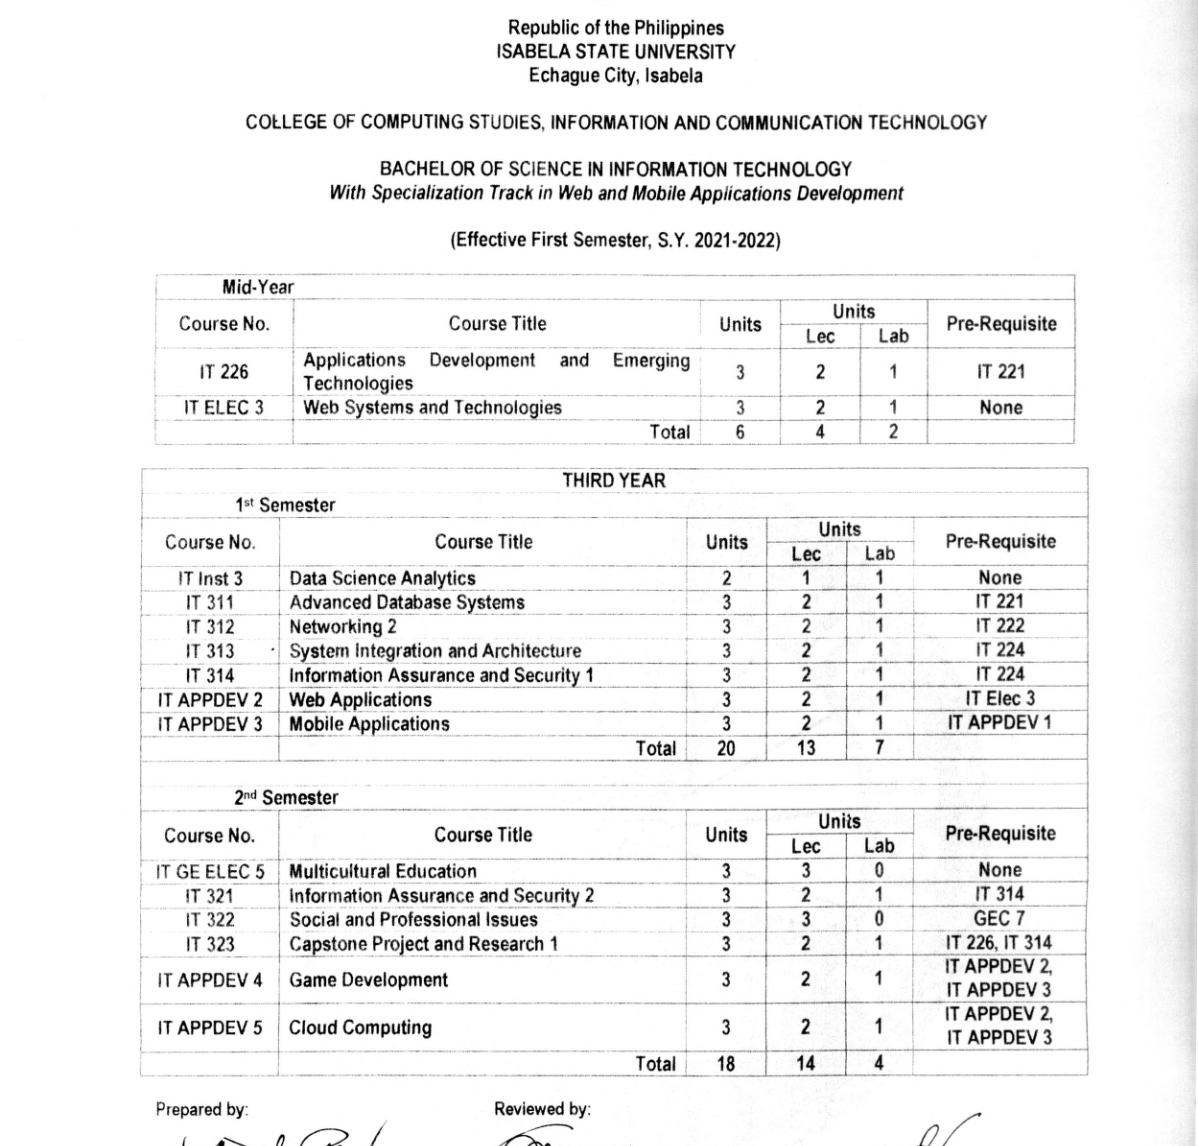 Republic of the Philippines
ISABELA STATE UNIVERSITY
Echague City, Isabela
COLLEGE OF COMPUTING STUDIES, INFORMATION AND COMMUNICATION TECHNOLOGY
BACHELOR OF SCIENCE IN INFORMATION TECHNOLOGY
With Specialization Track in Web and Mobile Applications Development
(Effective First Semester, S.Y. 2021-2022)
Mid-Year
Course No. Course Title Units Units Pre-Requisite
Lec Lab
IT 226 Applications Development and Emerging Technologies 3 2 1 IT 221
IT ELEC 3 Web Systems and Technologies 3 2 1 None
Total 6 4 2
THIRD YEAR
1st Semester
Course No. Course Title Units Units Pre-Requisite
Lec Lab
IT Inst 3 Data Science Analytics 2 1 1 None
IT 311 Advanced Database Systems 3 2 1 IT 221
IT 312 Networking 2 3 2 1 IT 222
IT 313 System Integration and Architecture 3 2 1 IT 224
IT 314 Information Assurance and Security 1 3 2 1 IT 224
IT APPDEV 2 Web Applications 3 2 1 IT Elec 3
IT APPDEV 3 Mobile Applications 3 2 1 IT APPDEV 1
Total 20 13 7
2nd Semester
Course No. Course Title Units Units Pre-Requisite
Lec Lab
IT GE ELEC 5 Multicultural Education 3 3 0 None
IT 321 Information Assurance and Security 2 3 2 1 IT 314
IT 322 Social and Professional Issues 3 3 0 GEC 7
IT 323 Capstone Project and Research 1 3 2 1 IT 226, IT 314
IT APPDEV 4 Game Development 3 2 1 IT APPDEV 2, IT APPDEV 3
IT APPDEV 5 Cloud Computing 3 2 1 IT APPDEV 2, IT APPDEV 3
Total 18 14 4
Prepared by: Reviewed by: